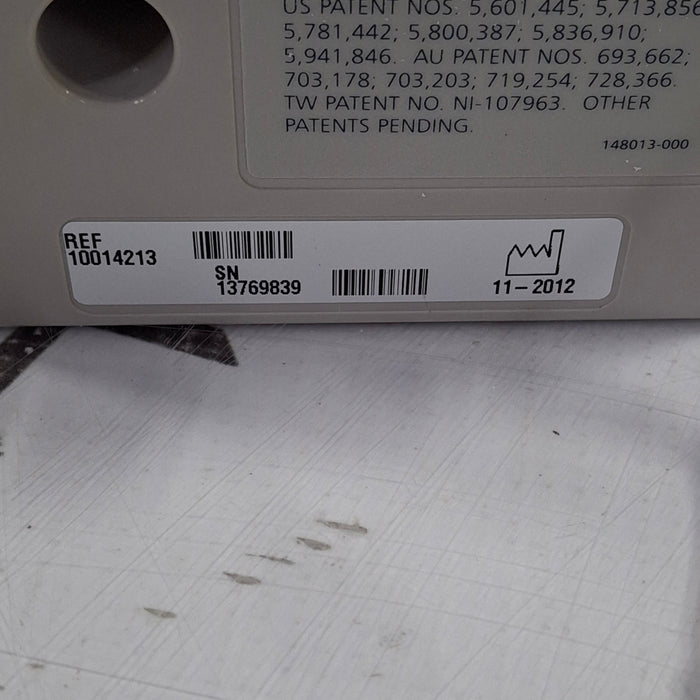 US PATENT NOS. 5,601,445; 5,713,856
5,781,442; 5,800,387; 5,836,910;
5,941,846. AU PATENT NOS. 693,662;
703,178; 703,203; 719,254; 728,366.
TW PATENT NO. NI-107963. OTHER
PATENTS PENDING.
148013-000
REF
10014213
SN
13769839
11-2012